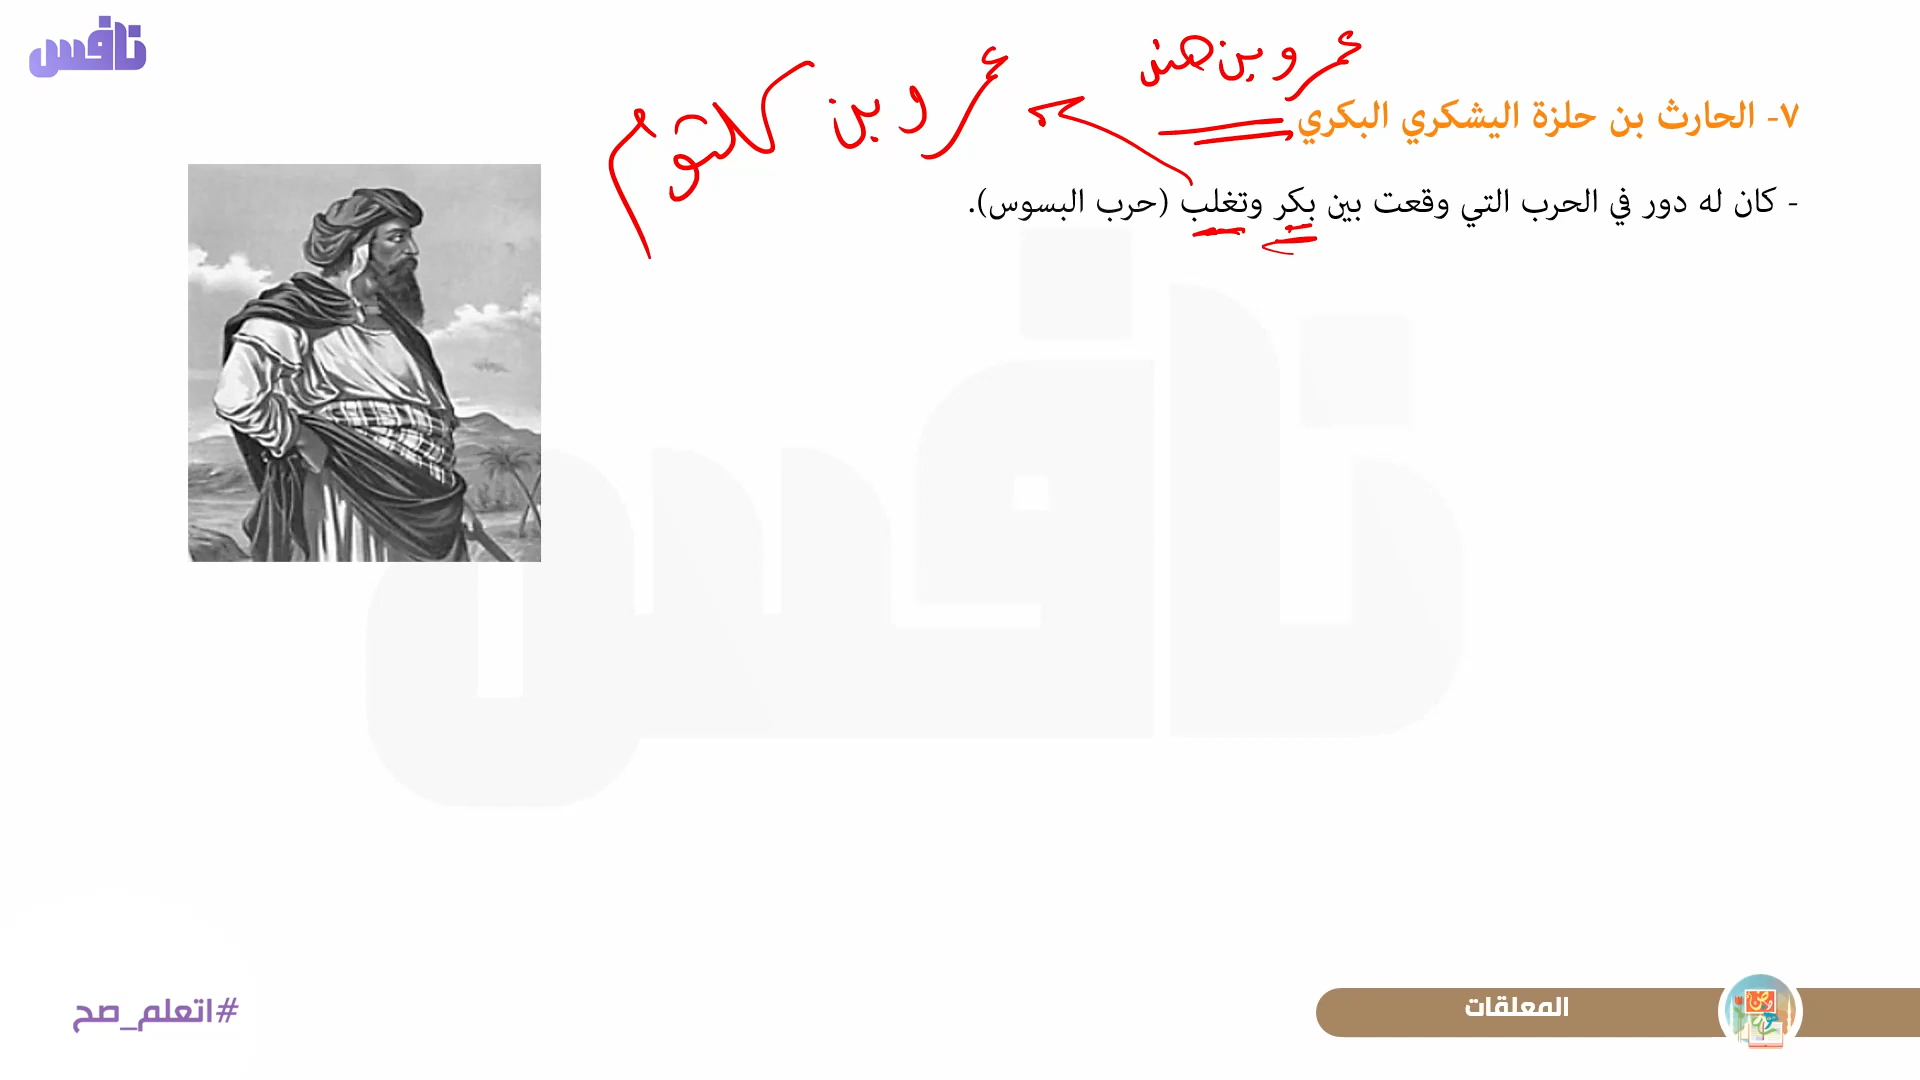 نافس
عمرو بن هند
عمرو بن كلثوم
٧- الحارث بن حلزة اليشكري البكري
- كان له دور في الحرب التي وقعت بين بكر وتغلب (حرب البسوس).
نافس
المعلقات
#اتعلم_صح